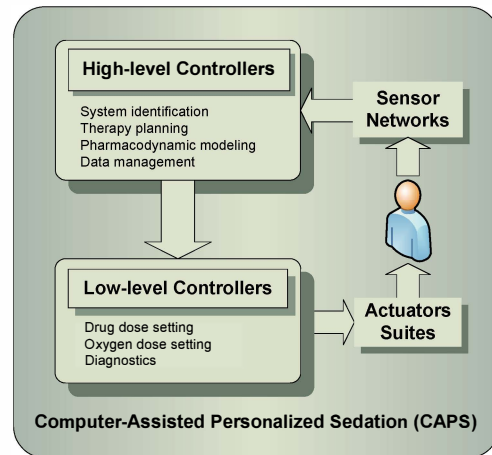 High-level Controllers
System identification
Therapy planning
Pharmacodynamic modeling
Data management
Sensor
Networks
Low-level Controllers
Drug dose setting
Oxygen dose setting
Diagnostics
Actuators
Suites
Computer-Assisted Personalized Sedation (CAPS)